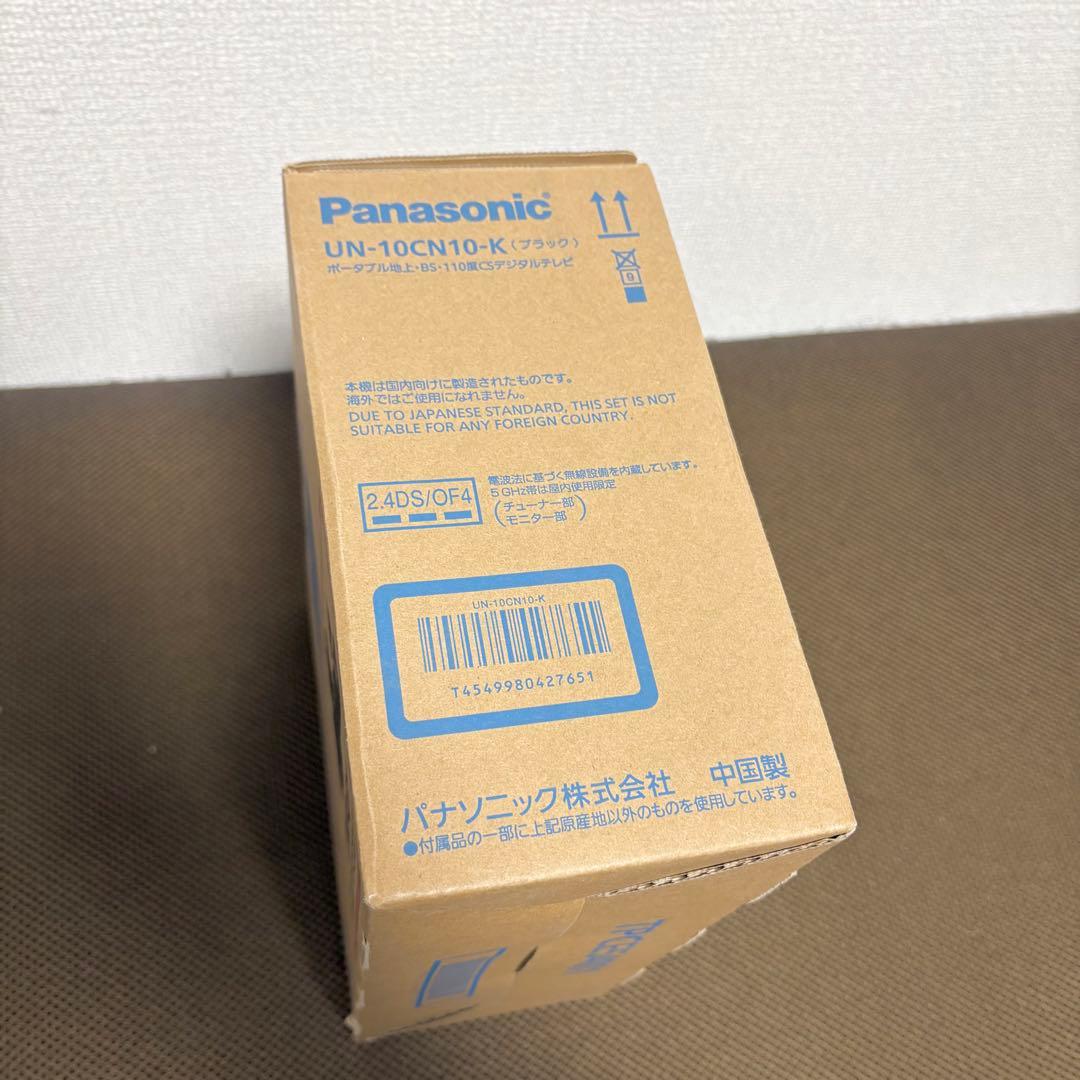 Panasonic®
UN-10CN10-K（ブラック）
ポータブル地上・BS・110度CSデジタルテレビ
9
本機は国内向けに製造されたものです。
海外ではご使用になれません。
DUE TO JAPANESE STANDARD, THIS SET IS NOT
SUITABLE FOR ANY FOREIGN COUNTRY.
2.4DS/OF4
電波法に基づく無線設備を内蔵しています。
5GHz帯は屋内使用限定
（チューナー部
モニター部）
UN-10CN10-K
T4549980427651
パナソニック株式会社 中国製
●付属品の一部に上記原産地以外のものを使用しています。